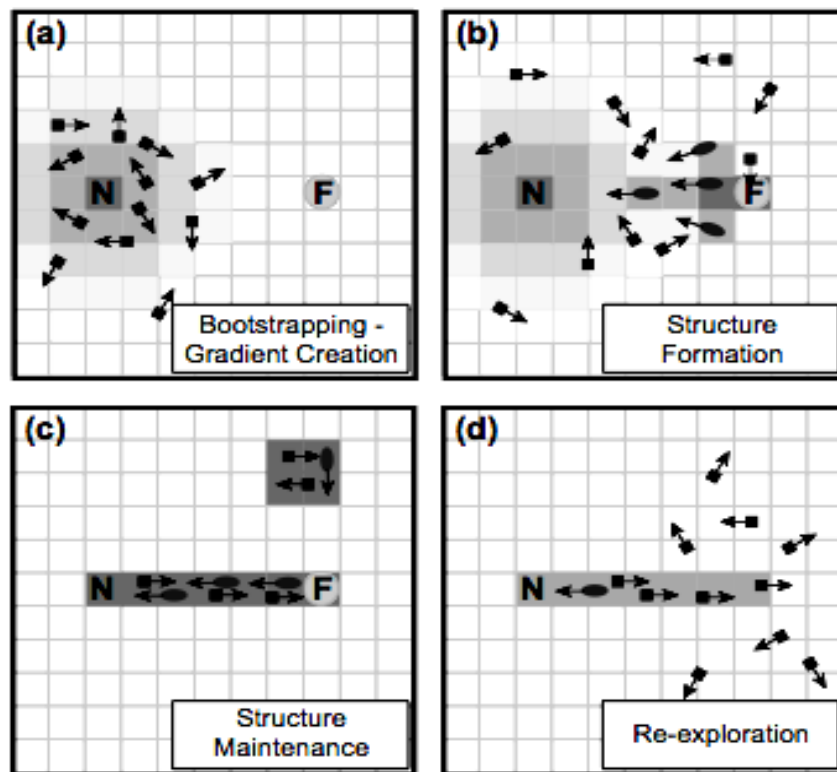 (a)
N
F
Bootstrapping -
Gradient Creation
(b)
N
F
Structure
Formation
(c)
N
F
Structure
Maintenance
(d)
N
Re-exploration